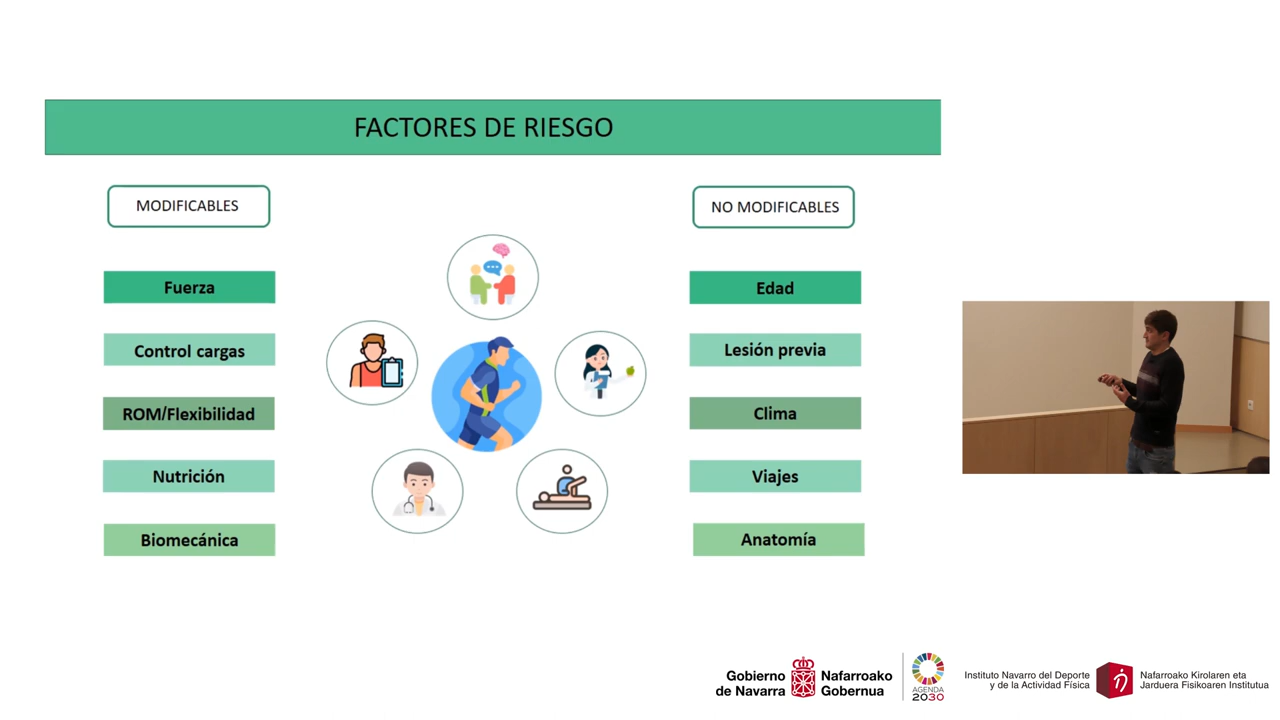 FACTORES DE RIESGO
MODIFICABLES
NO MODIFICABLES
Fuerza
Edad
Control cargas
Lesión previa
ROM/Flexibilidad
Clima
Nutrición
Viajes
Biomecánica
Anatomía
Gobierno
de Navarra
Nafarroako
Gobernua
AGENDA
2030
Instituto Navarro del Deporte
y de la Actividad Física
Nafarroako Kirolaren eta
Jarduera Fisikoaren Institutua